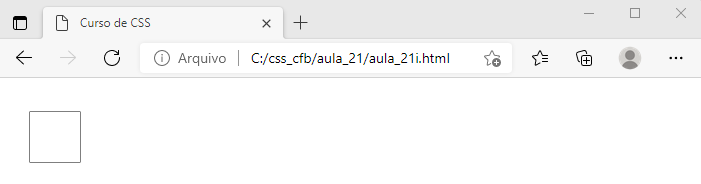 Curso de CSS
Arquivo C:/css_cfb/aula_21/aula_21i.html